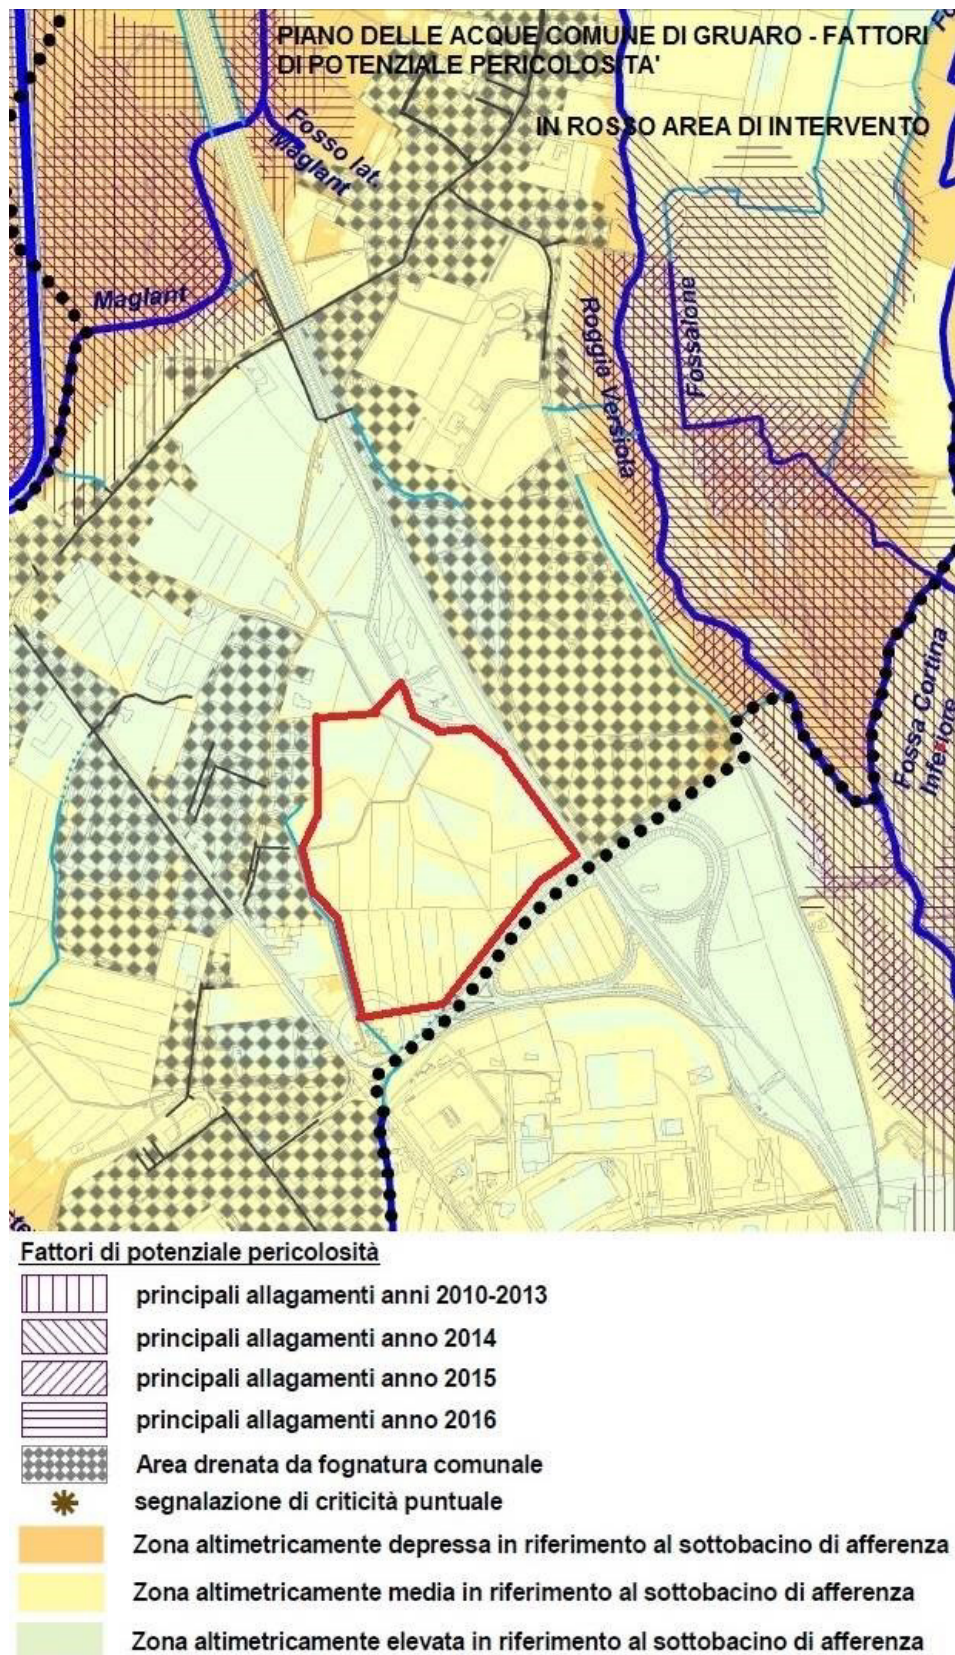 PIANO DELLE ACQUE COMUNE DI GRUARO - FATTORI
DI POTENZIALE PERICOLOSITA'
IN ROSSO AREA DI INTERVENTO
Fosso lat.
Maglant
Maglant
Roggia Versiola
Fossalone
Fossa Cortina
Inferiore
Fattori di potenziale pericolosità
principali allagamenti anni 2010-2013
principali allagamenti anno 2014
principali allagamenti anno 2015
principali allagamenti anno 2016
Area drenata da fognatura comunale
segnalazione di criticità puntuale
Zona altimetricamente depressa in riferimento al sottobacino di afferenza
Zona altimetricamente media in riferimento al sottobacino di afferenza
Zona altimetricamente elevata in riferimento al sottobacino di afferenza